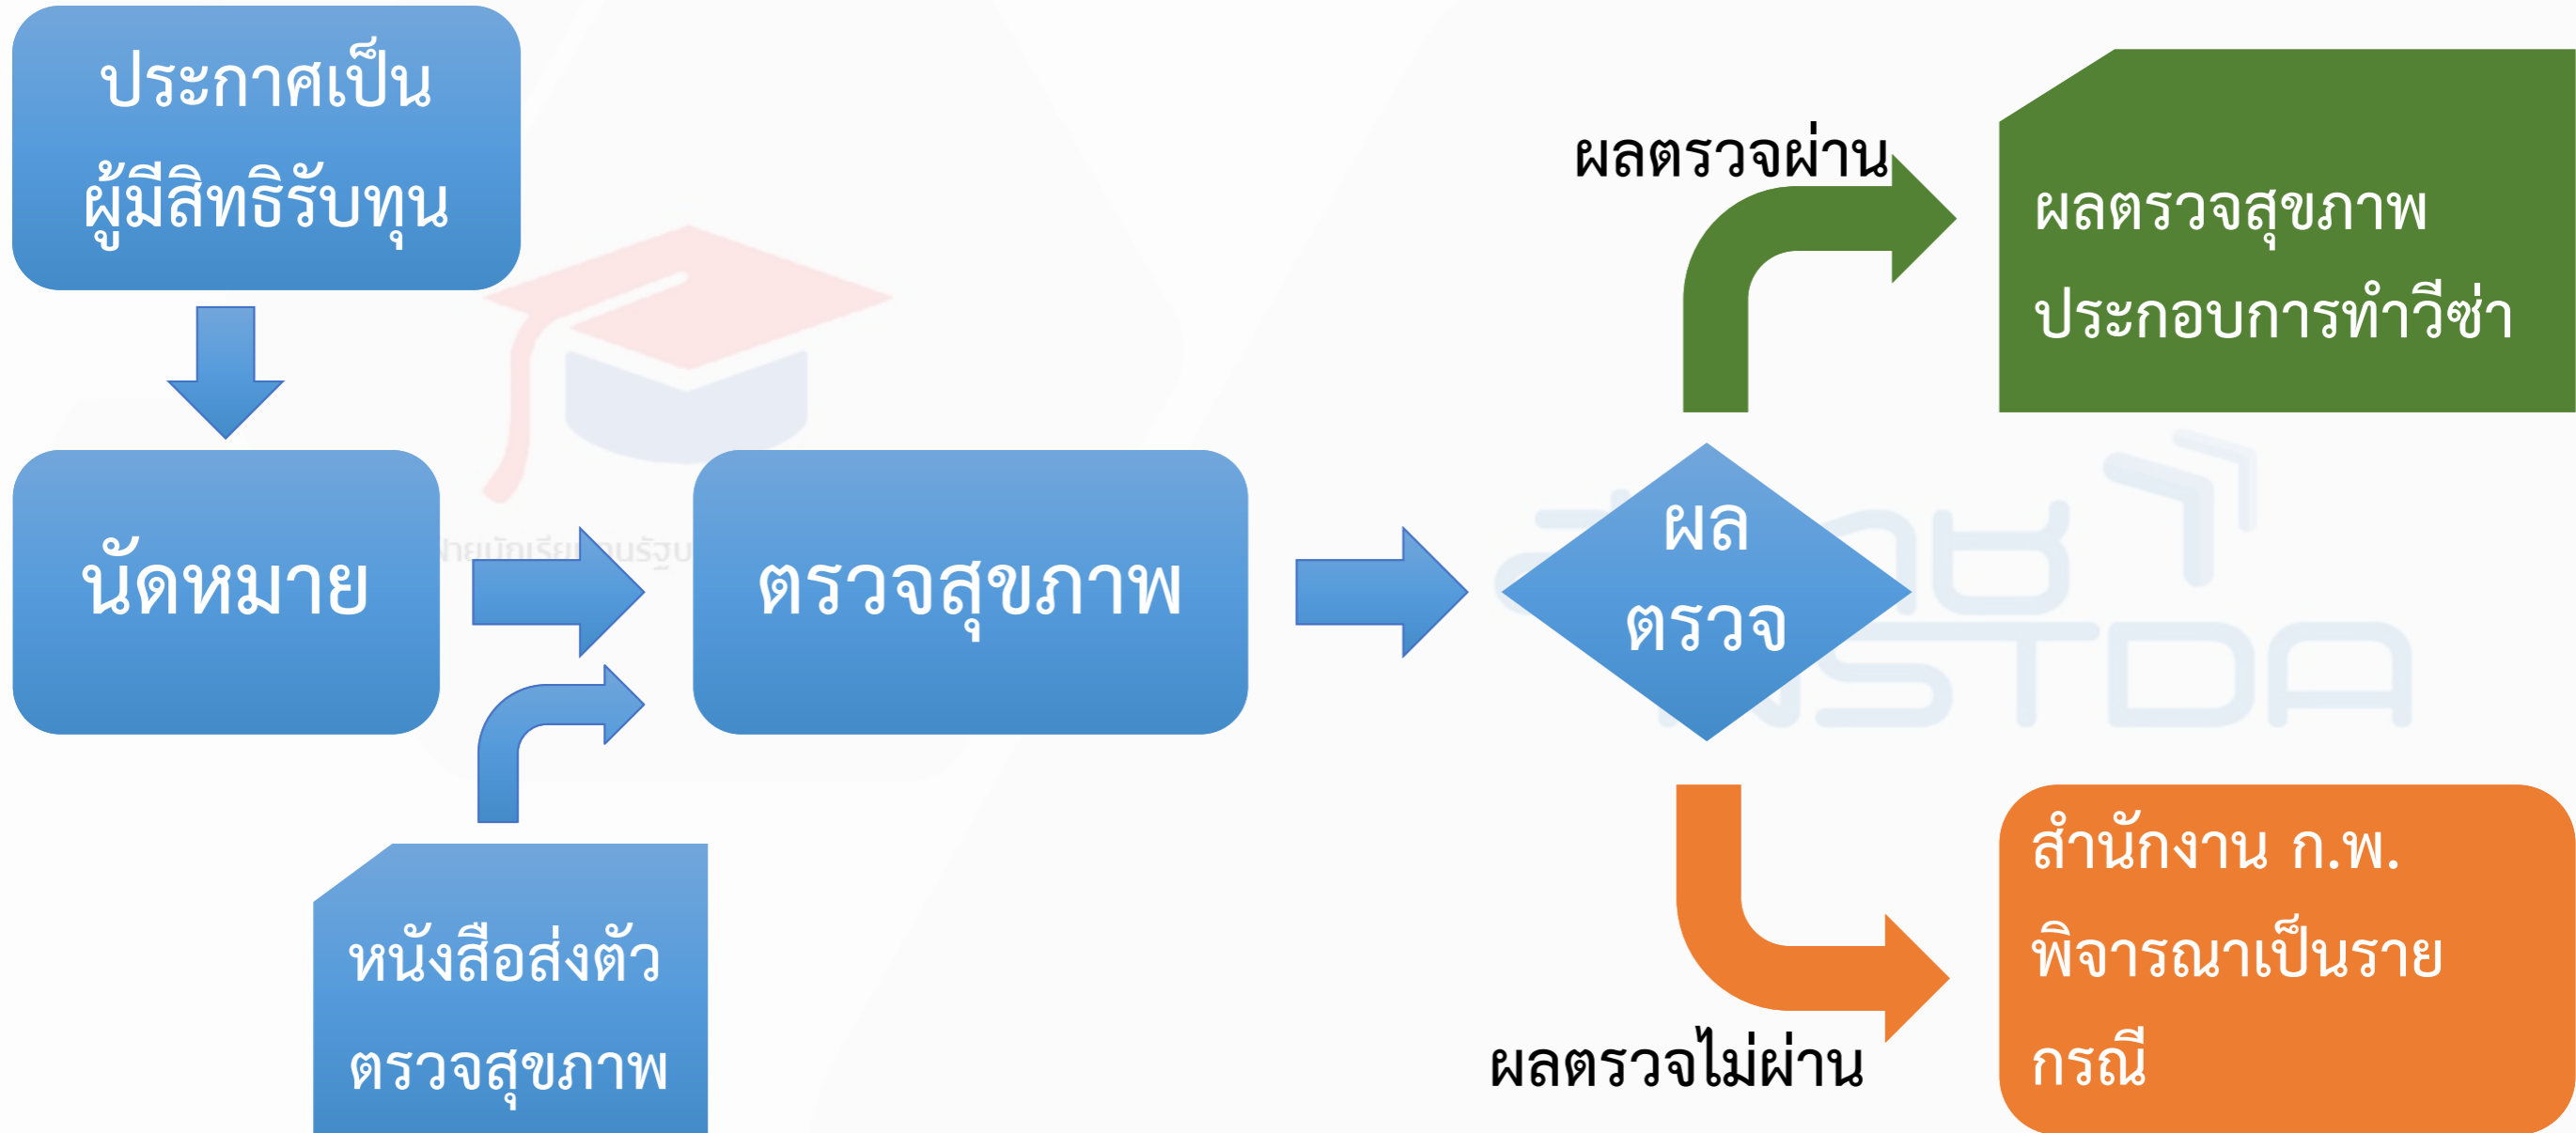 ประกาศเป็น
ผู้มีสิทธิรับทุน
นัดหมาย
ตรวจสุขภาพ
หนังสือส่งตัว
ตรวจสุขภาพ
ผล
ตรวจ
ผลตรวจผ่าน
ผลตรวจสุขภาพ
ประกอบการทำวีซ่า
ผลตรวจไม่ผ่าน
สำนักงาน ก.พ.
พิจารณาเป็นราย
กรณี
NSTDA